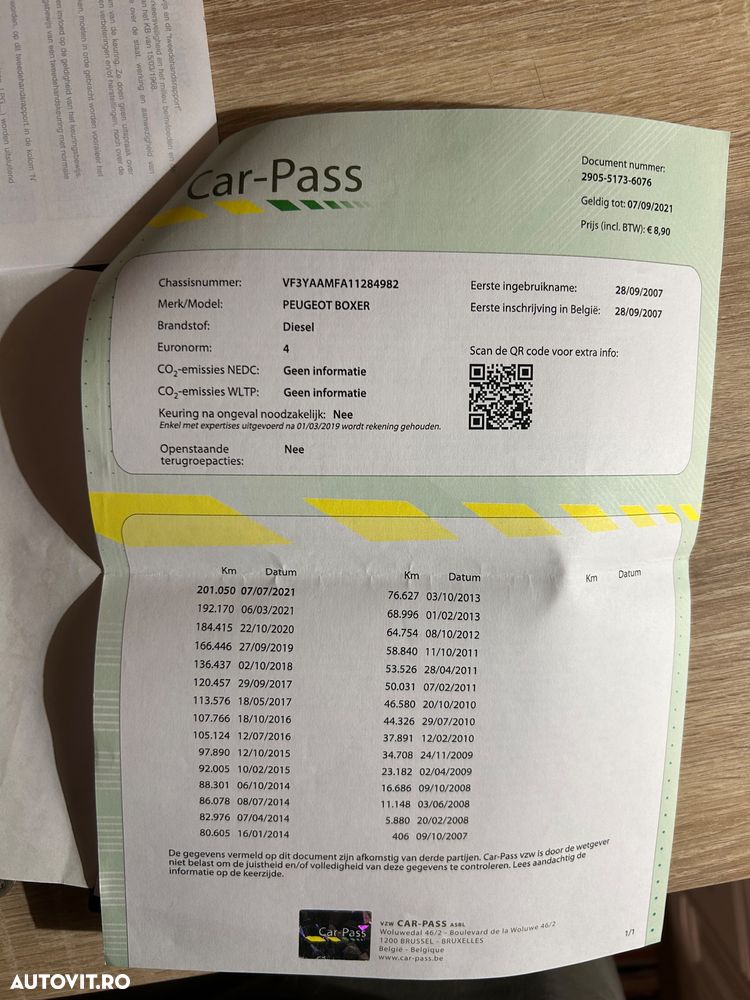 Car-Pass
Document nummer:
2905-5173-6076
Geldig tot: 07/09/2021
Prijs (incl. BTW): € 8,90
Chassisnummer: VF3YAAMFA11284982
Merk/Model: PEUGEOT BOXER
Brandstof: Diesel
Euronorm: 4
CO2-emissies NEDC: Geen informatie
CO2-emissies WLTP: Geen informatie
Keuring na ongeval noodzakelijk: Nee
Enkel met expertises uitgevoerd na 01/03/2019 wordt rekening gehouden.
Openstaande Nee
terugroepacties:
Eerste ingebruikname: 28/09/2007
Eerste inschrijving in België: 28/09/2007
Scan de QR code voor extra info:
Km Datum
201.050 07/07/2021
192.170 06/03/2021
184.415 22/10/2020
166.446 27/09/2019
136.437 02/10/2018
120.457 29/09/2017
113.576 18/05/2017
107.766 18/10/2016
105.124 12/07/2016
97.890 12/10/2015
92.005 10/02/2015
88.301 06/10/2014
86.078 08/07/2014
82.976 07/04/2014
80.605 16/01/2014
Km Datum
76.627 03/10/2013
68.996 01/02/2013
64.754 08/10/2012
58.840 11/10/2011
53.526 28/04/2011
50.031 07/02/2011
46.580 20/10/2010
44.326 29/07/2010
37.891 12/02/2010
34.708 24/11/2009
23.182 02/04/2009
16.686 09/10/2008
11.148 03/06/2008
5.880 20/02/2008
406 09/10/2007
Km Datum
De gegevens vermeld op dit document zijn afkomstig van derde partijen. Car-Pass vzw is door de wetgever
niet belast om de juistheid en/of volledigheid van deze gegevens te controleren. Lees aandachtig de
informatie op de keerzijde.
Car-Pass
VZW CAR-PASS ASBL
Woluwedal 46/2 - Boulevard de la Woluwe 46/2
1200 BRUSSEL - BRUXELLES
België - Belgique
www.car-pass.be
1/1
AUTOVIT.RO